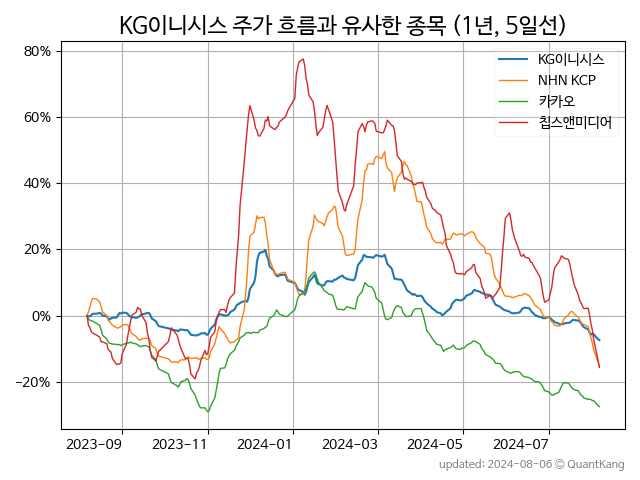 KG이니시스 주가 흐름과 유사한 종목 (1년, 5일선)
KG이니시스
NHN KCP
카카오
칩스앤미디어
80%
60%
40%
20%
0%
−20%
2023-09
2023-11
2024-01
2024-03
2024-05
2024-07
updated: 2024-08-06 © QuantKang